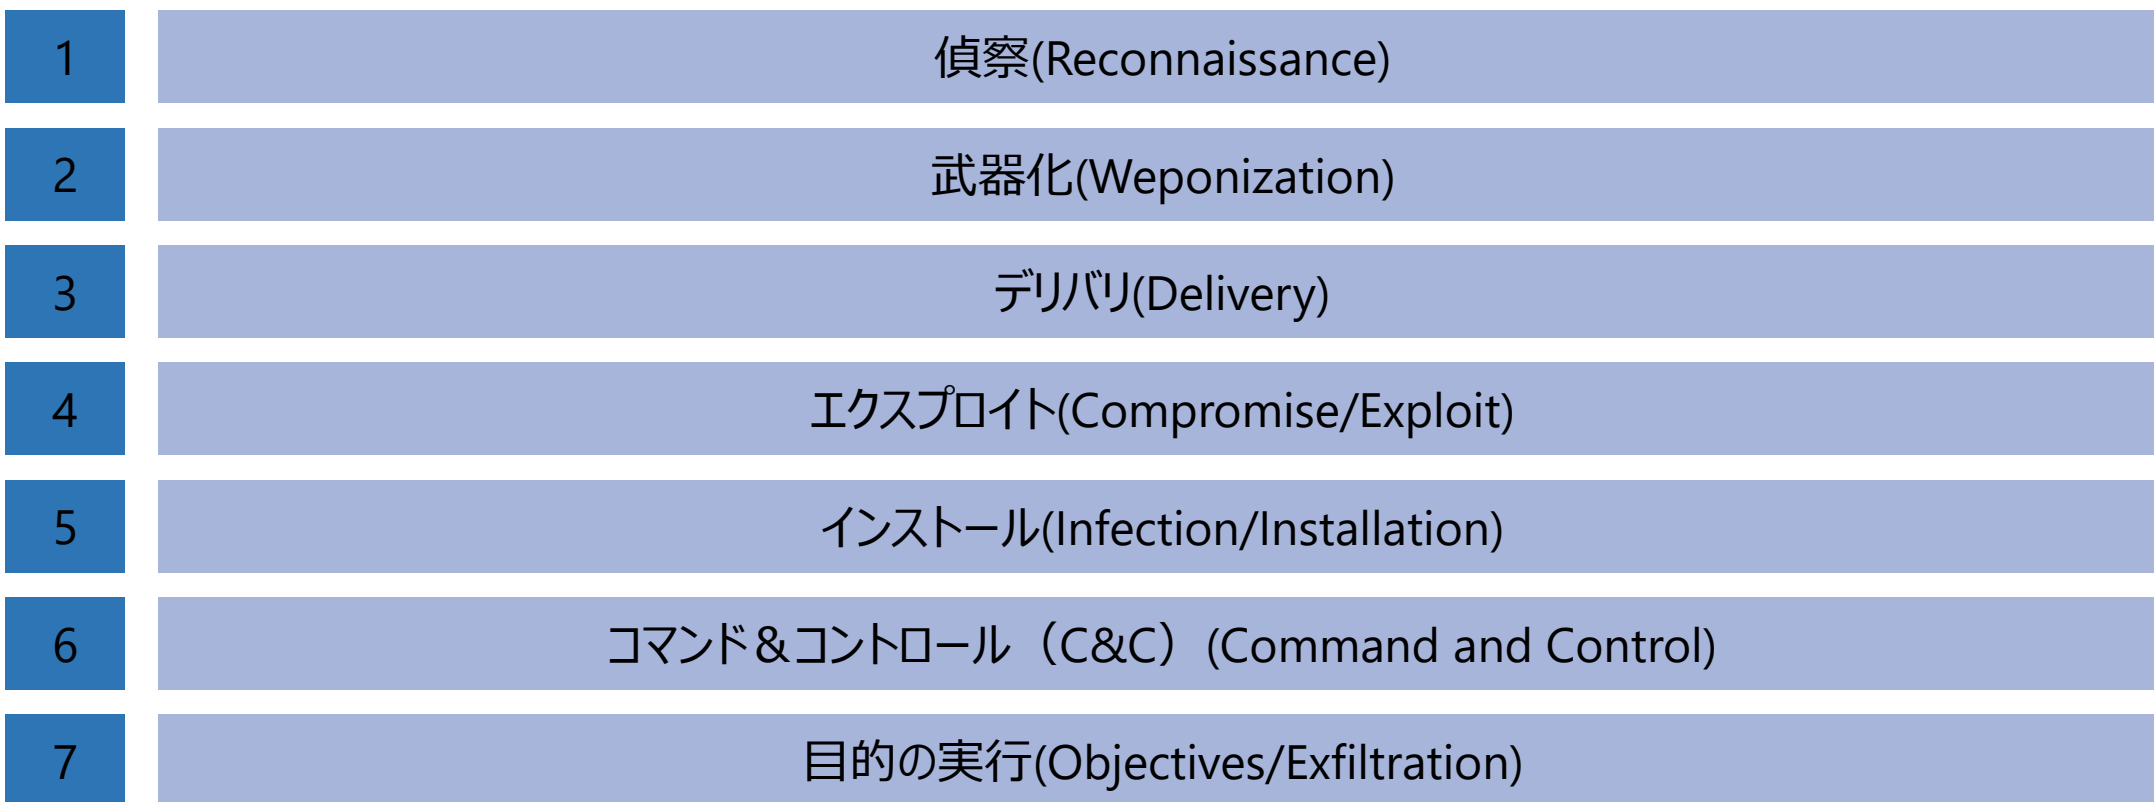 1 偵察(Reconnaissance)
2 武器化(Weponization)
3 デリバリ(Delivery)
4 エクスプロイト(Compromise/Exploit)
5 インストール(Infection/Installation)
6 コマンド＆コントロール（C&C）(Command and Control)
7 目的の実行(Objectives/Exfiltration)